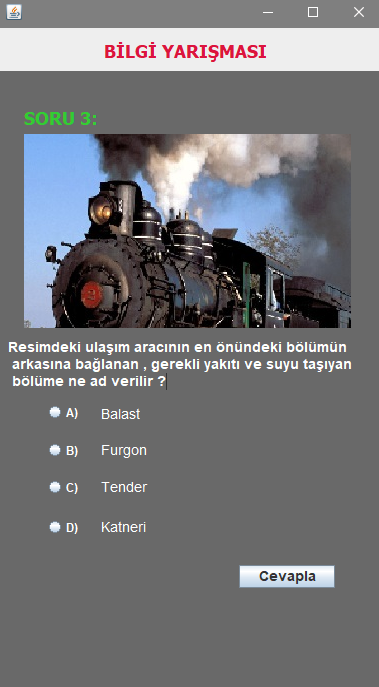 BİLGİ YARIŞMASI
SORU 3:
Resimdeki ulaşım aracının en önündeki bölümün
arkasına bağlanan , gerekli yakıtı ve suyu taşıyan
bölüme ne ad verilir ?
A) Balast
B) Furgon
C) Tender
D) Katneri
Cevapla